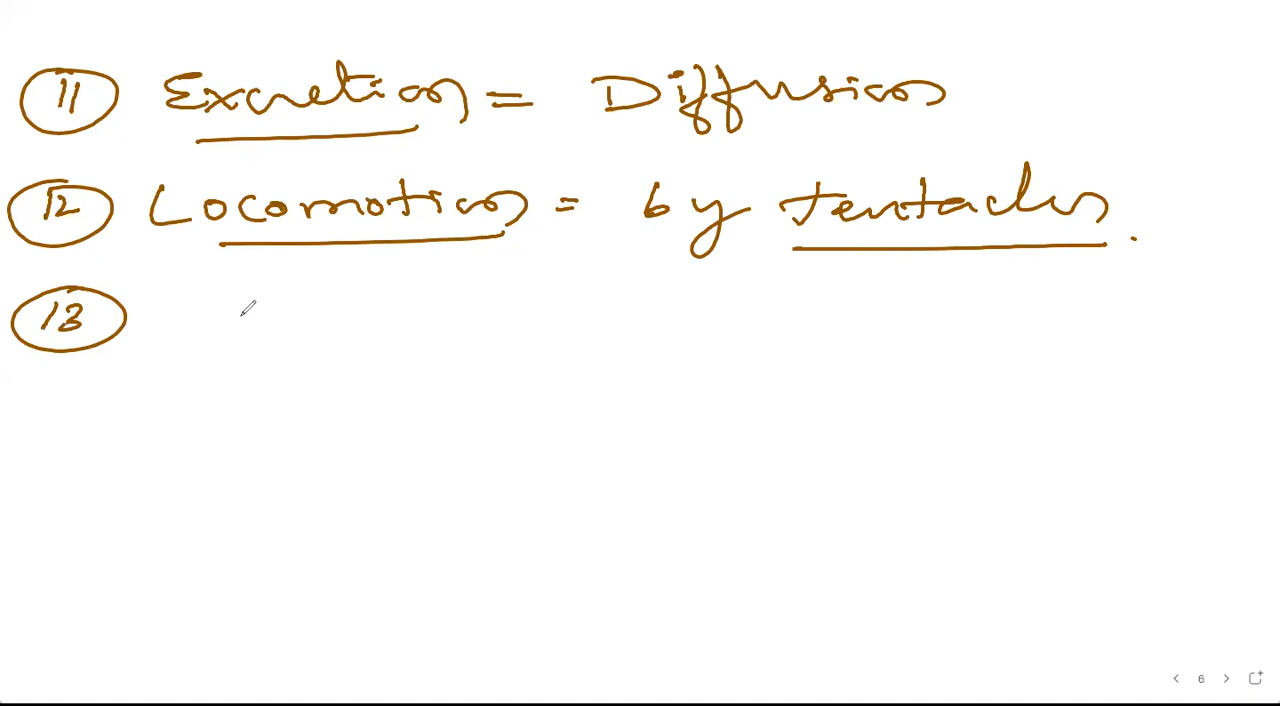 11 Excretion = Diffusion
12 Locomotion = by tentacles.
13
6